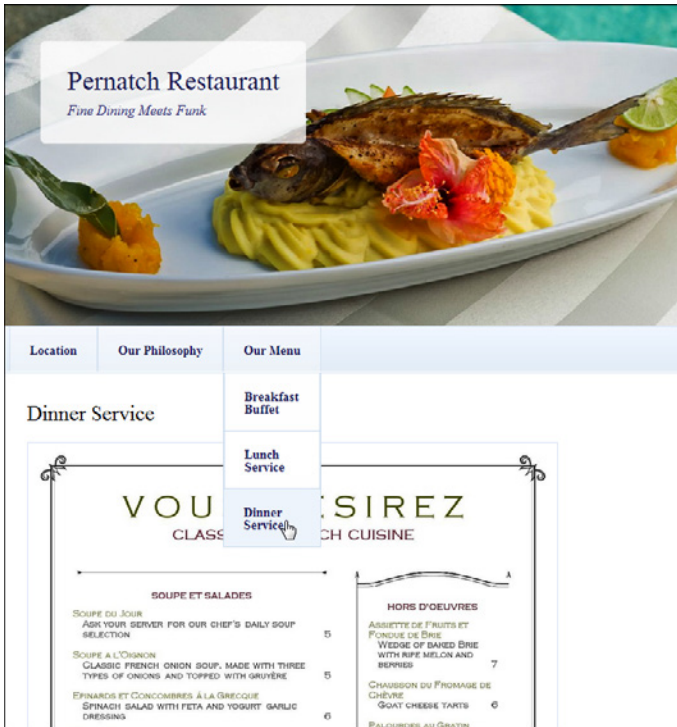 Pernatch Restaurant
Fine Dining Meets Funk
Location
Our Philosophy
Our Menu
Breakfast
Buffet
Lunch
Service
Dinner
Service
Dinner Service
VOU ESIREZ
CLASS CH CUISINE
SOUPE ET SALADES
SOUPE DU JOUR
ASK YOUR SERVER FOR OUR CHEF'S DAILY SOUP
SELECTION 5
SOUPE A L'OIGNON
CLASSIC FRENCH ONION SOUP, MADE WITH THREE
TYPES OF ONIONS AND TOPPED WITH GRUYÈRE 5
EPINARDS ET CONCOMBRES À LA GRECQUE
SPINACH SALAD WITH FETA AND YOGURT GARLIC
DRESSING 6
HORS D'OEUVRES
ASSIETTE DE FRUITS ET
FONDUE DE BRIE
WEDGE OF BAKED BRIE
WITH RIPE MELON AND
BERRIES 7
CHAUSSON DU FROMAGE DE
CHÈVRE
GOAT CHEESE TARTS 6
PALOURDES AU GRATIN